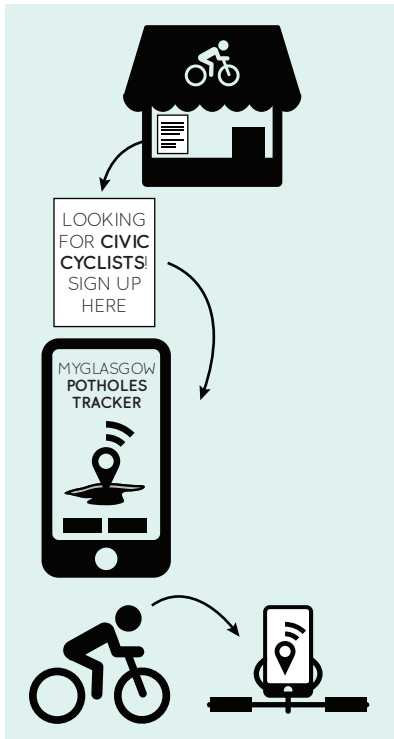 LOOKING
FOR CIVIC
CYCLISTS!
SIGN UP
HERE
MYGLASGOW
POTHOLES
TRACKER